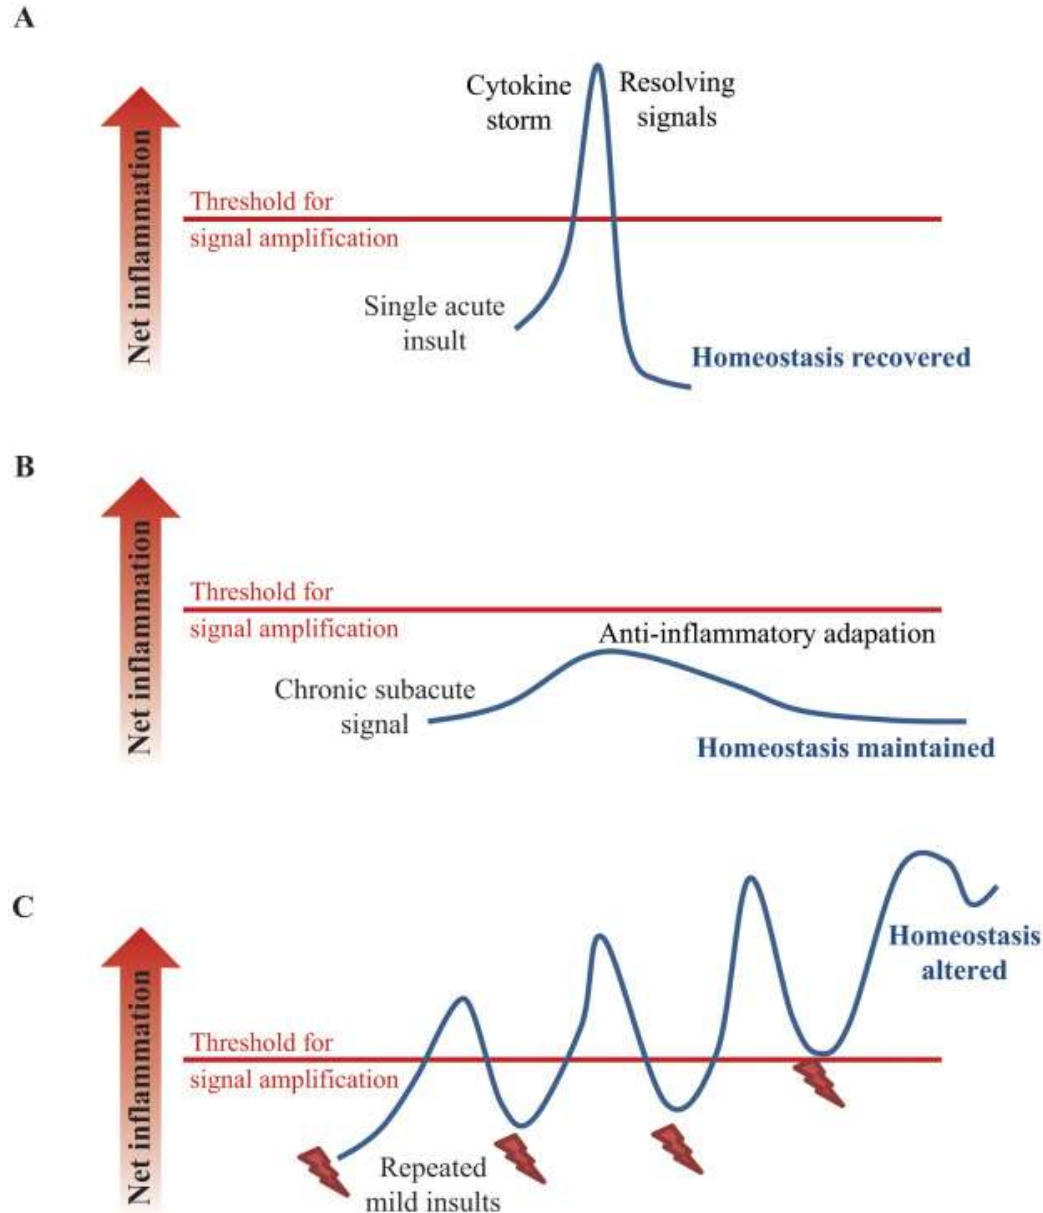 A
Net inflammation
Cytokine
storm
Resolving
signals
Threshold for
signal amplification
Single acute
insult
Homeostasis recovered
B
Net inflammation
Threshold for
signal amplification
Anti-inflammatory adapation
Chronic subacute
signal
Homeostasis maintained
C
Net inflammation
Homeostasis
altered
Threshold for
signal amplification
Repeated
mild insults